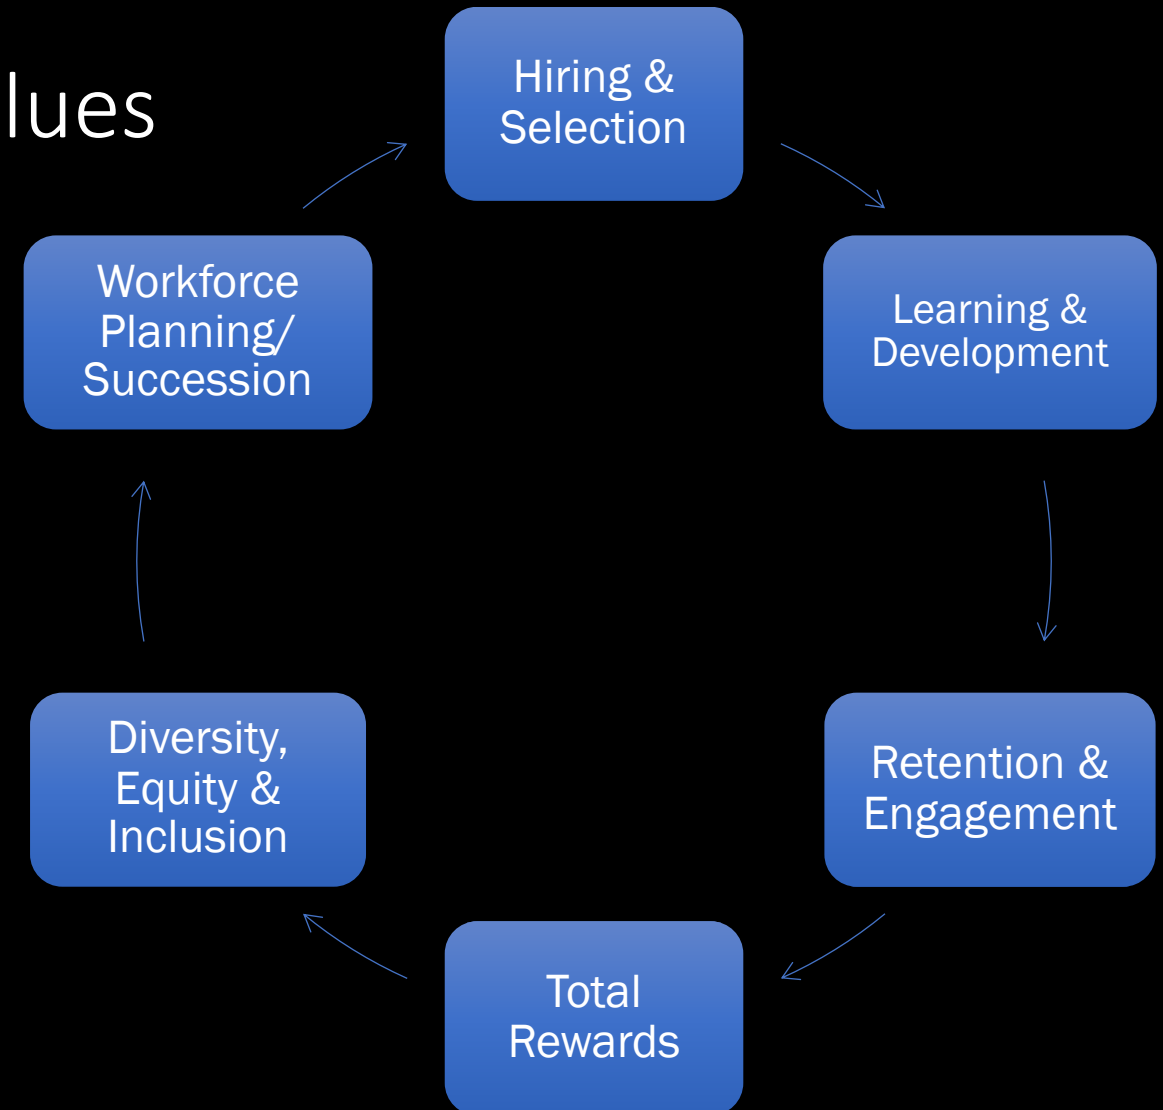 lues
Hiring &
Selection
Learning &
Development
Retention &
Engagement
Total
Rewards
Diversity,
Equity &
Inclusion
Workforce
Planning/
Succession